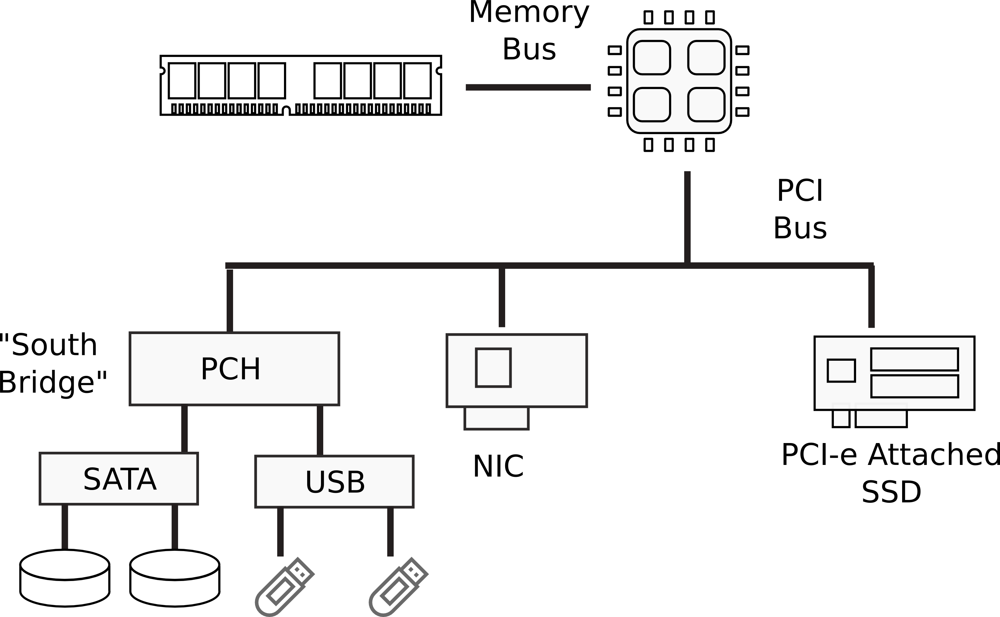 Memory
Bus
PCI
Bus
"South
Bridge"
PCH
SATA
USB
NIC
PCI-e Attached
SSD